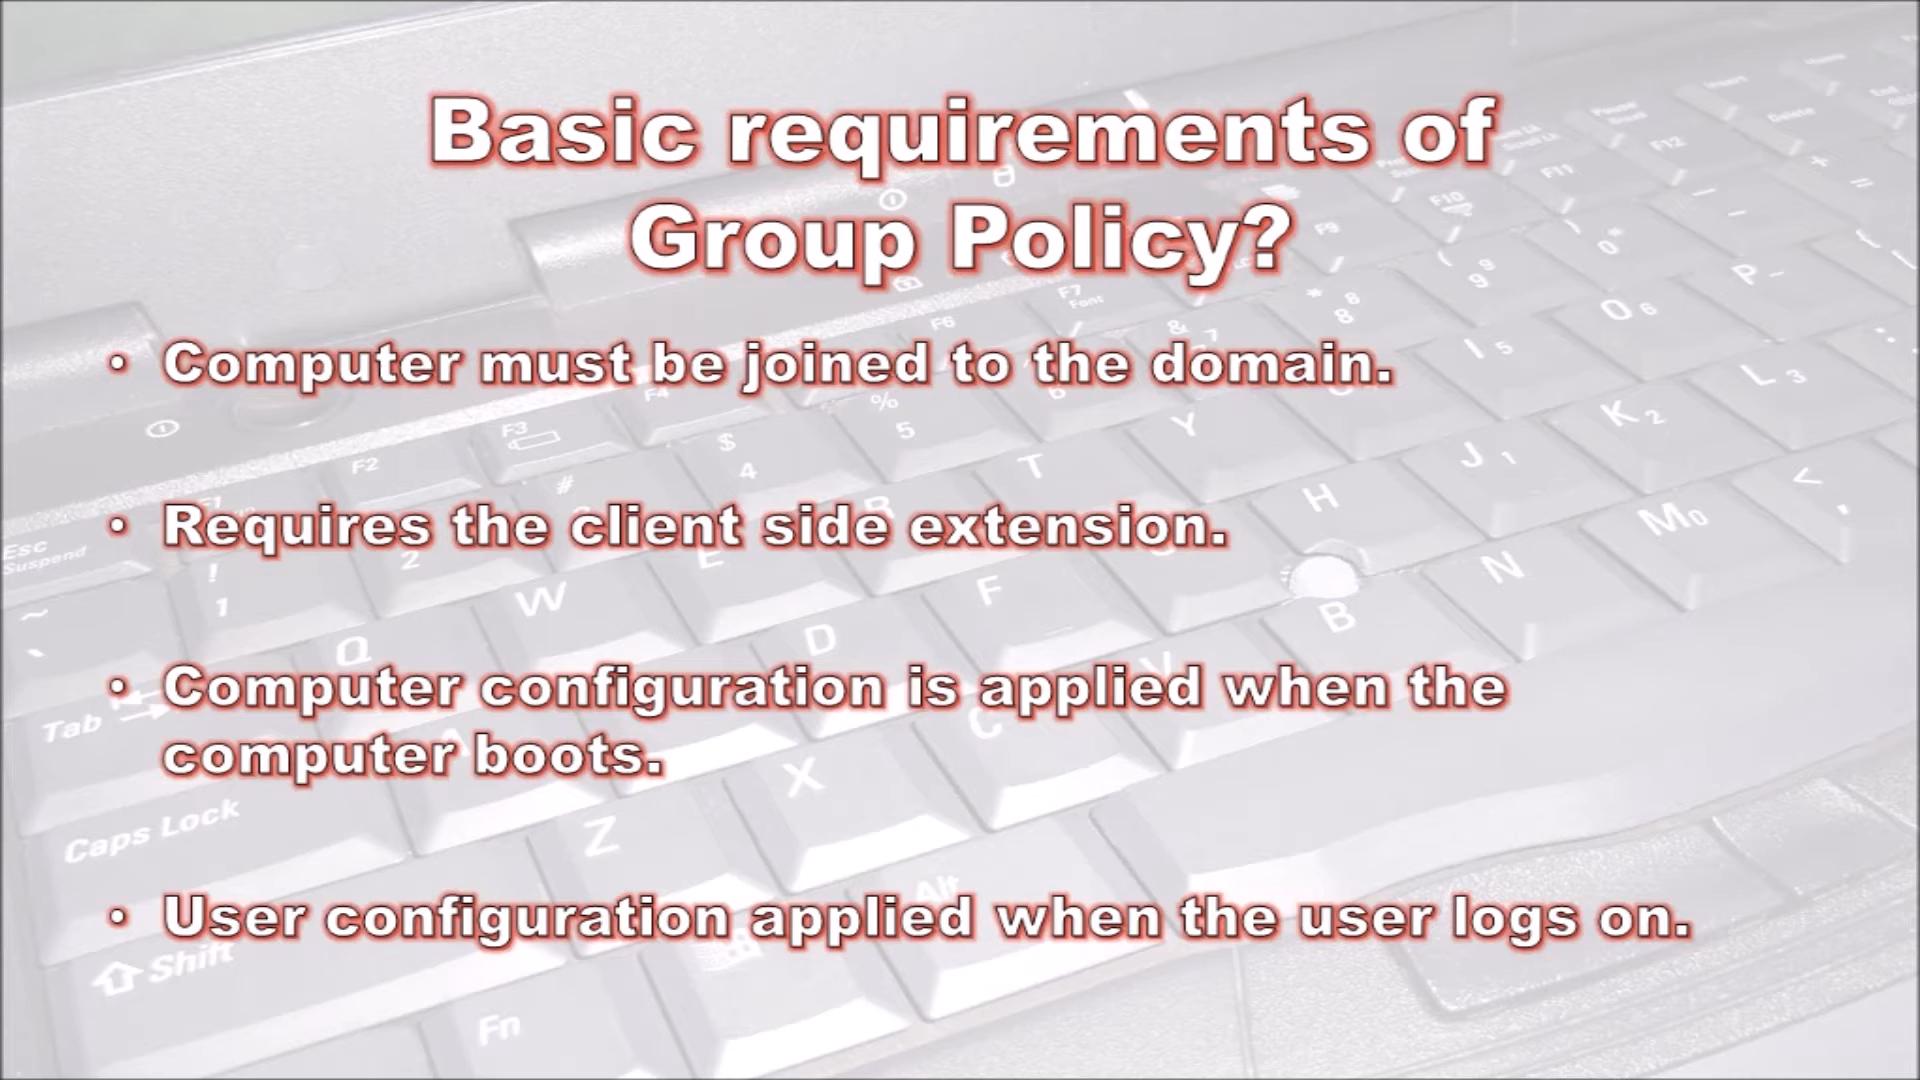 Basic requirements of
Group Policy?
• Computer must be joined to the domain.
• Requires the client side extension.
• Computer configuration is applied when the
computer boots.
• User configuration applied when the user logs on.